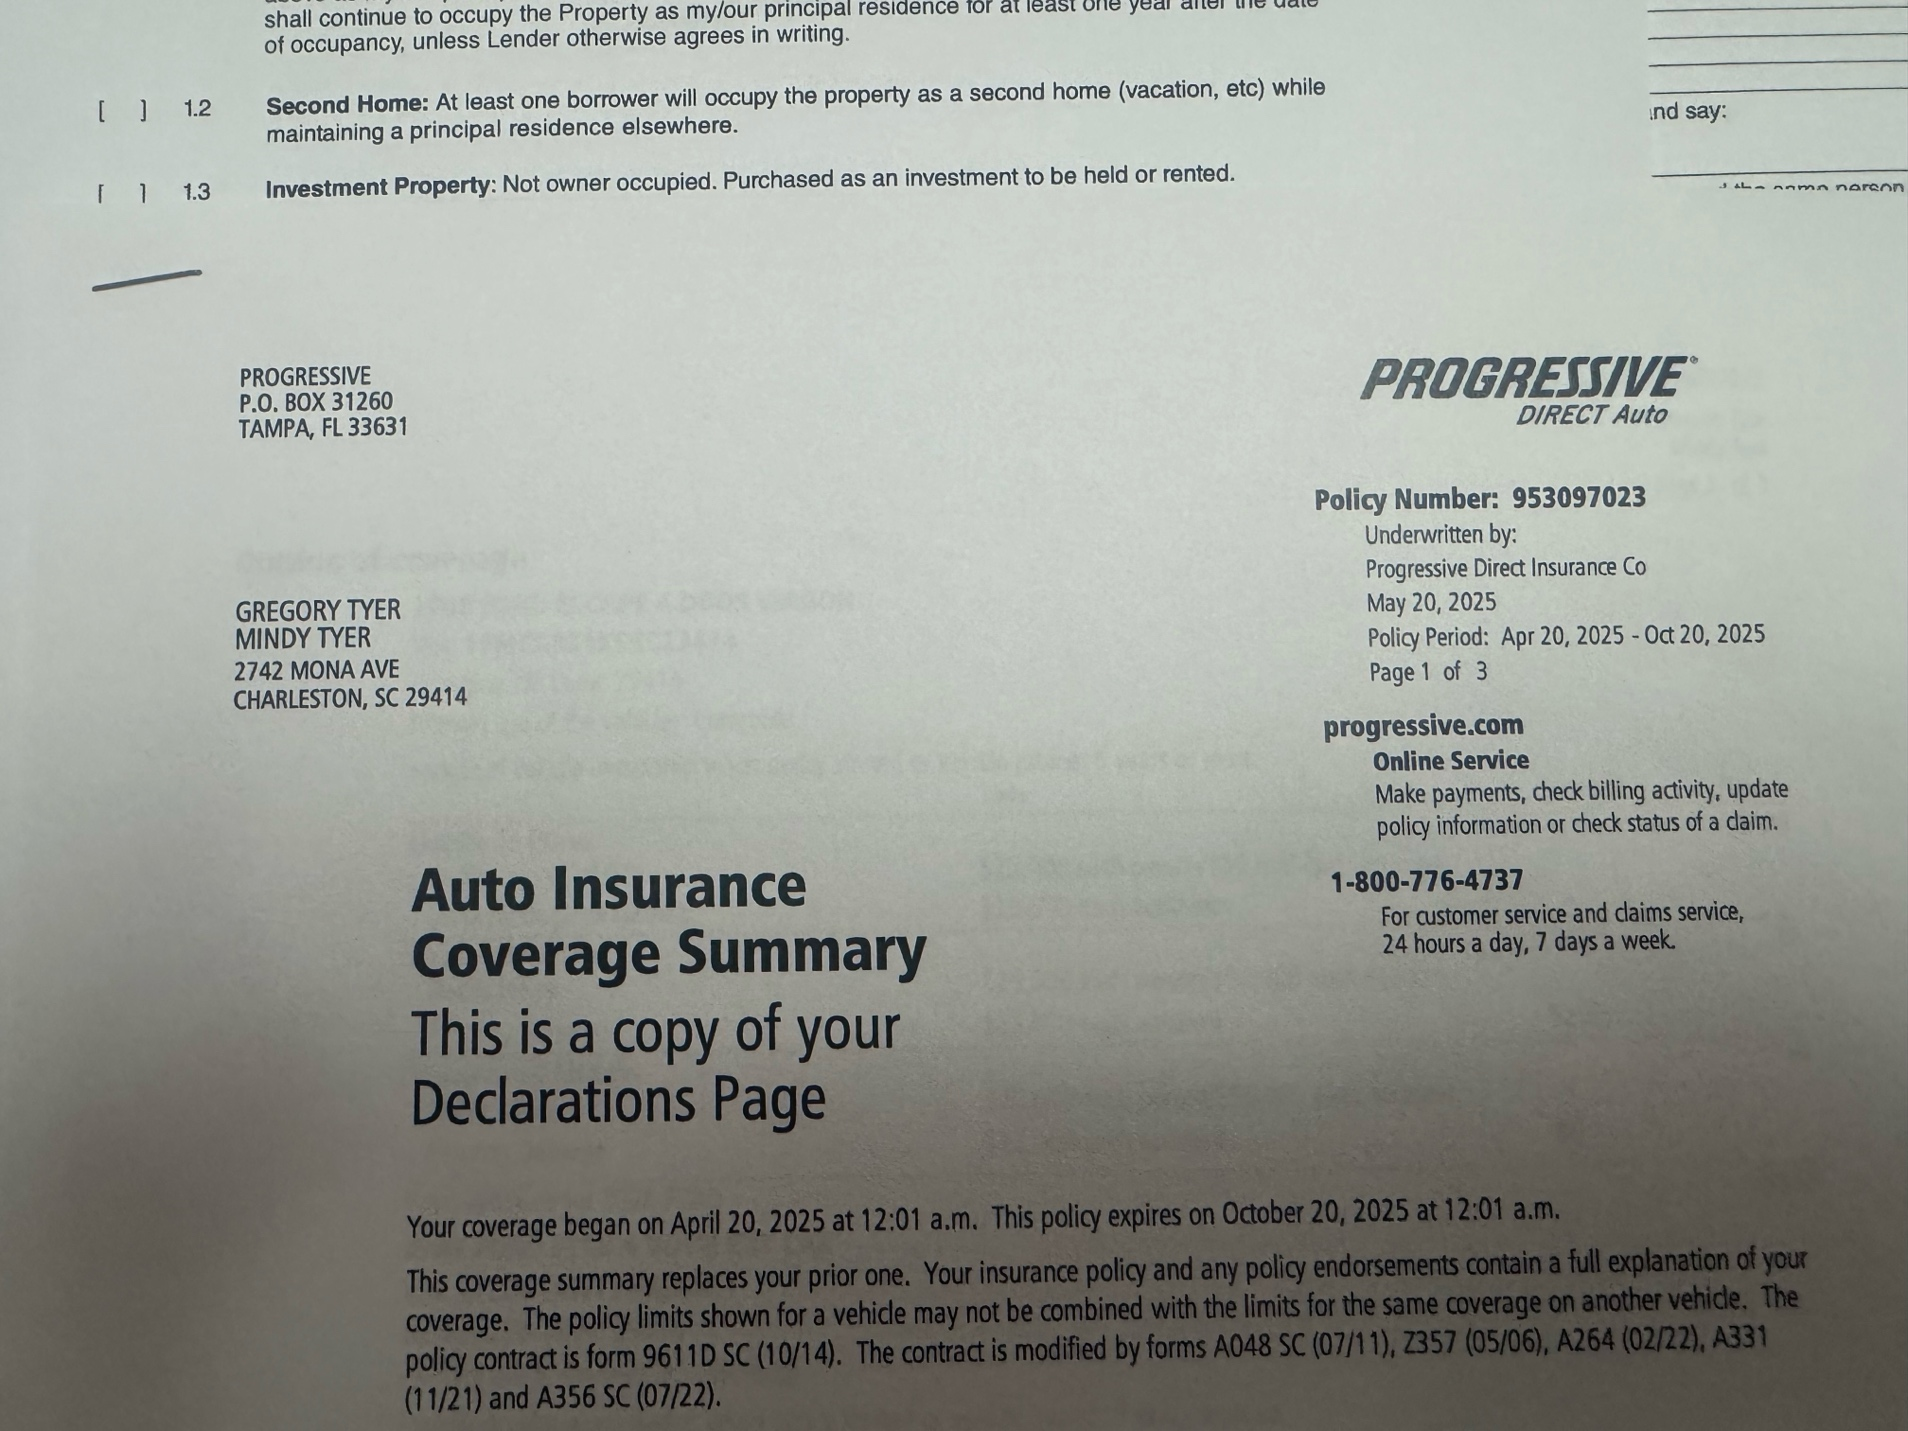 shall continue to occupy the Property as my/our principal residence for at least one year after the date
of occupancy, unless Lender otherwise agrees in writing.
[ ] 1.2 Second Home: At least one borrower will occupy the property as a second home (vacation, etc) while
maintaining a principal residence elsewhere.
[ ] 1.3 Investment Property: Not owner occupied. Purchased as an investment to be held or rented.
and say:
the same person
PROGRESSIVE
P.O. BOX 31260
TAMPA, FL 33631
PROGRESSIVE®
DIRECT Auto
Policy Number: 953097023
Underwritten by:
Progressive Direct Insurance Co
May 20, 2025
Policy Period: Apr 20, 2025 - Oct 20, 2025
Page 1 of 3
GREGORY TYER
MINDY TYER
2742 MONA AVE
CHARLESTON, SC 29414
progressive.com
Online Service
Make payments, check billing activity, update
policy information or check status of a claim.
1-800-776-4737
For customer service and claims service,
24 hours a day, 7 days a week.
Auto Insurance
Coverage Summary
This is a copy of your
Declarations Page
Your coverage began on April 20, 2025 at 12:01 a.m. This policy expires on October 20, 2025 at 12:01 a.m.
This coverage summary replaces your prior one. Your insurance policy and any policy endorsements contain a full explanation of your
coverage. The policy limits shown for a vehicle may not be combined with the limits for the same coverage on another vehicle. The
policy contract is form 9611D SC (10/14). The contract is modified by forms A048 SC (07/11), Z357 (05/06), A264 (02/22), A331
(11/21) and A356 SC (07/22).